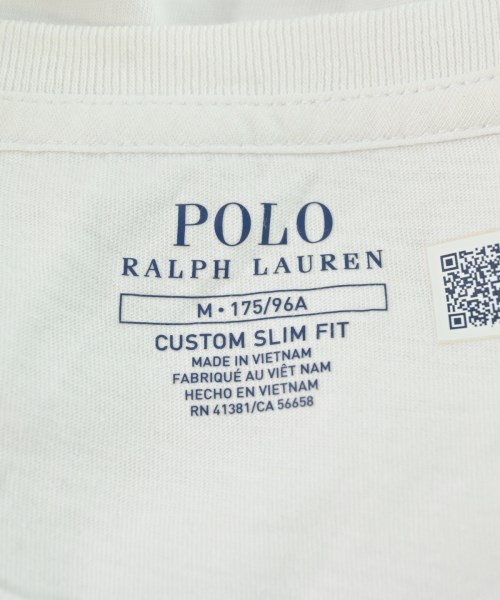 POLO
RALPH LAUREN
M • 175/96A
CUSTOM SLIM FIT
MADE IN VIETNAM
FABRIQUÉ AU VIÊT NAM
HECHO EN VIETNAM
RN 41381/CA 56658